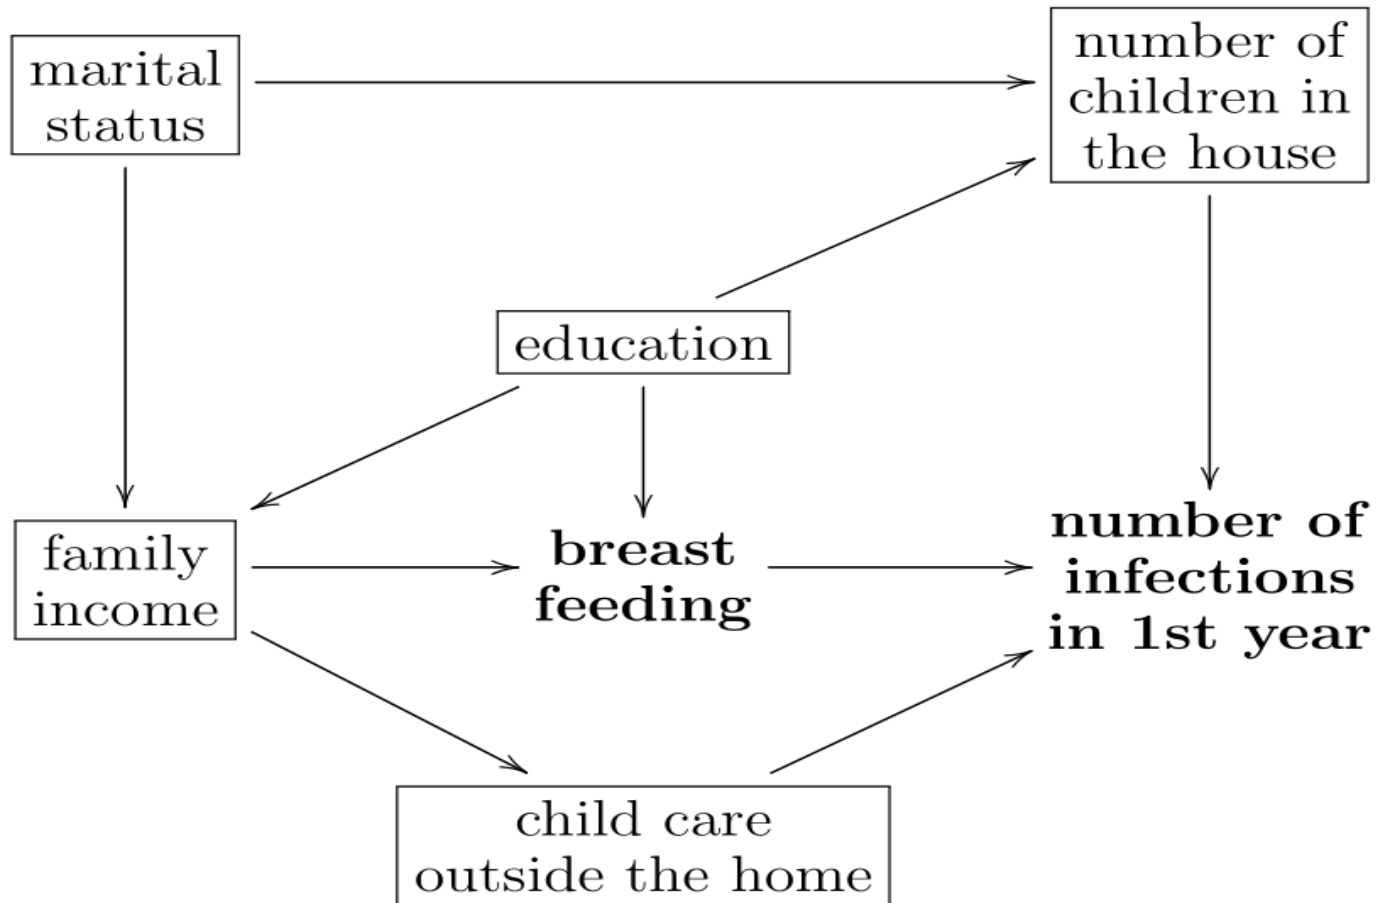 marital
status
number of
children in
the house
education
family
income
breast
feeding
number of
infections
in 1st year
child care
outside the home